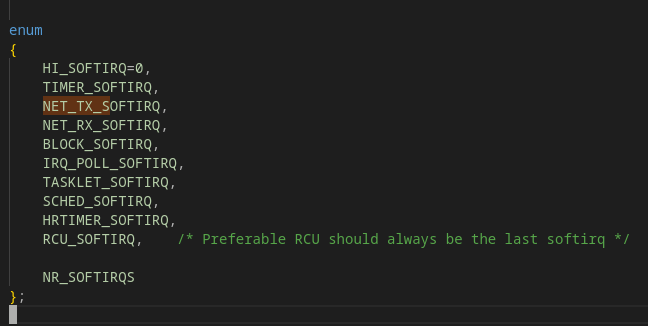 enum
{
    HI_SOFTIRQ=0,
    TIMER_SOFTIRQ,
    NET_TX_SOFTIRQ,
    NET_RX_SOFTIRQ,
    BLOCK_SOFTIRQ,
    IRQ_POLL_SOFTIRQ,
    TASKLET_SOFTIRQ,
    SCHED_SOFTIRQ,
    HRTIMER_SOFTIRQ,
    RCU_SOFTIRQ,    /* Preferable RCU should always be the last softirq */
    NR_SOFTIRQS
};